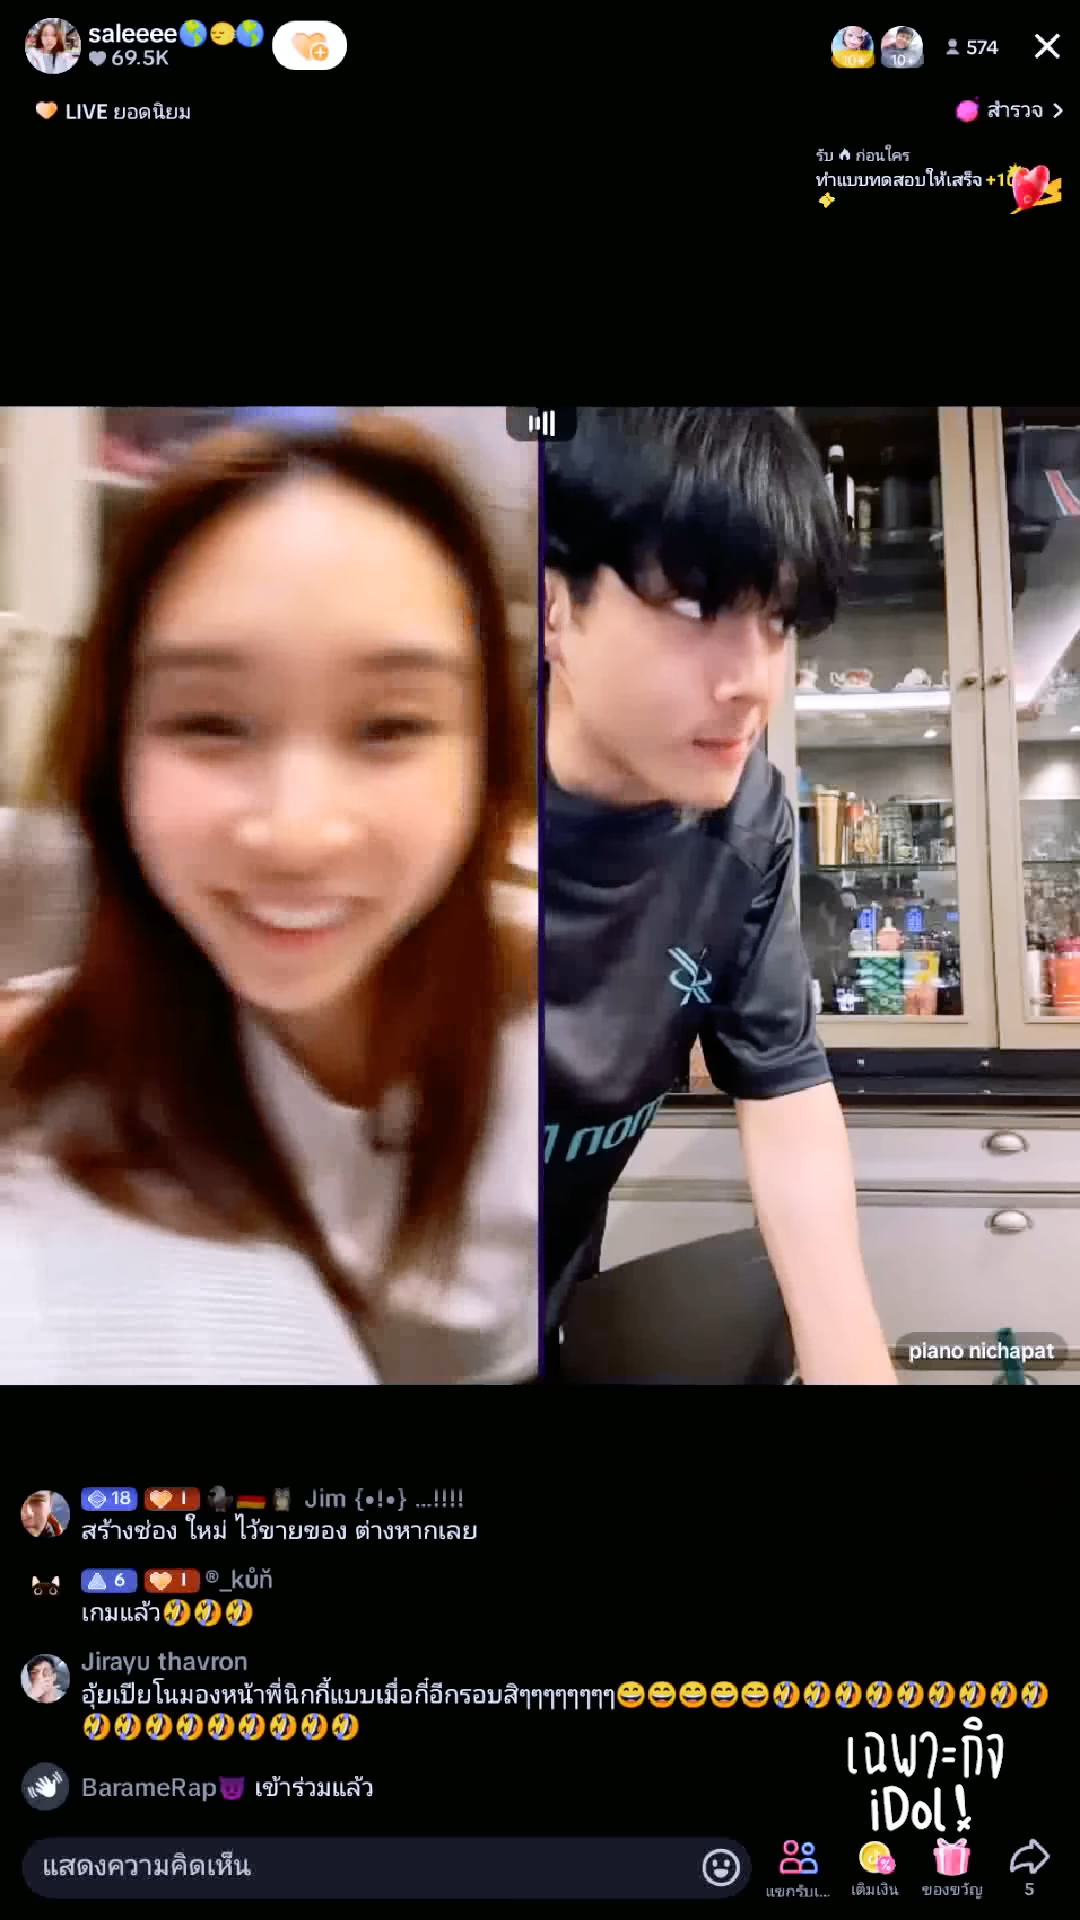 saleeee🌎😴🌎
69.5K
574
10+
10+
LIVE ยอดนิยม
สำรวจ
รับ 🔥 ก่อนใคร
ทำแบบทดสอบให้เสร็จ
piano nichapat
18 I Jim {•!•} ...!!!!
สร้างช่อง ใหม่ ไว้ขายของ ต่างหากเลย
6 I
เกมแล้ว🤣🤣🤣
Jirayu thavron
อุ้ยเปียโนมองหน้าพี่นิกกี้แบบเมื่อกี๋อีกรอบสิๆๆๆๆๆๆๆๆ😄😄😄😄😄🤣🤣🤣🤣🤣🤣🤣🤣🤣
🤣🤣🤣🤣🤣🤣🤣🤣🤣
BarameRap😈 เข้าร่วมแล้ว
เฉพาะกิจ
iDol!
แสดงความคิดเห็น
แขกรับเ...
เติมเงิน
ของขวัญ
5